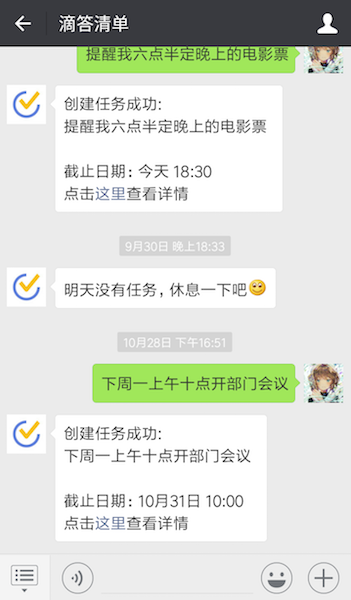 滴答清单
提醒我六点半定晚上的电影票
创建任务成功:
提醒我六点半定晚上的电影票
截止日期: 今天 18:30
点击这里查看详情
9月30日 晚上18:33
明天没有任务，休息一下吧
10月28日 下午16:51
下周一上午十点开部门会议
创建任务成功:
下周一上午十点开部门会议
截止日期: 10月31日 10:00
点击这里查看详情